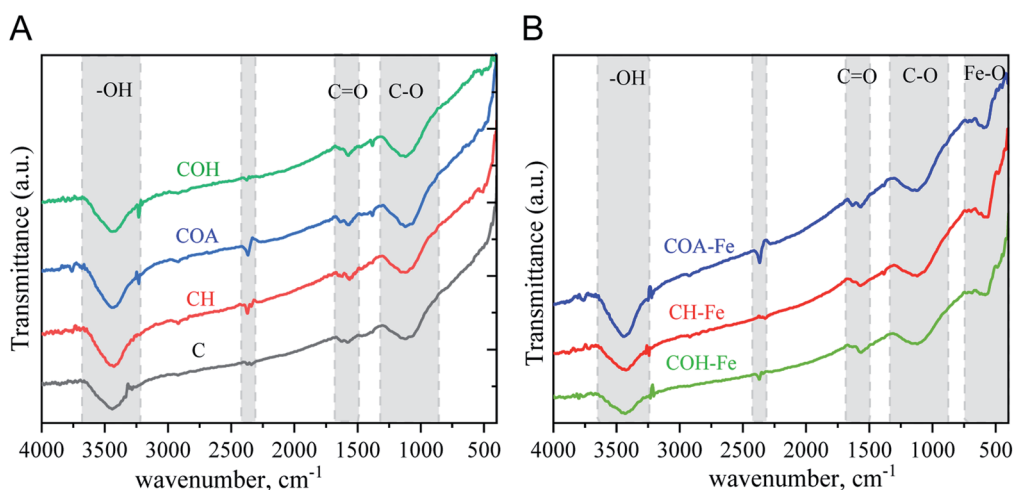 A
-OH
C=O
C-O
COH
COA
CH
C
Transmittance (a.u.)
4000 3500 3000 2500 2000 1500 1000 500
wavenumber, cm-1
B
-OH
C=O
C-O
Fe-O
COA-Fe
CH-Fe
COH-Fe
Transmittance (a.u.)
4000 3500 3000 2500 2000 1500 1000 500
wavenumber, cm-1